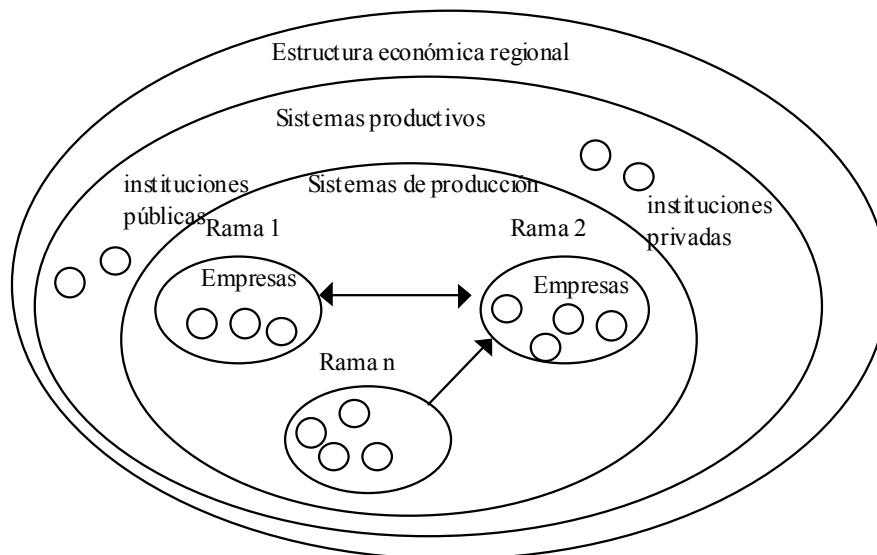 Estructura económica regional
Sistemas productivos
instituciones
públicas
Sistemas de producción
instituciones
privadas
Rama 1
Rama 2
Empresas
Empresas
Rama n